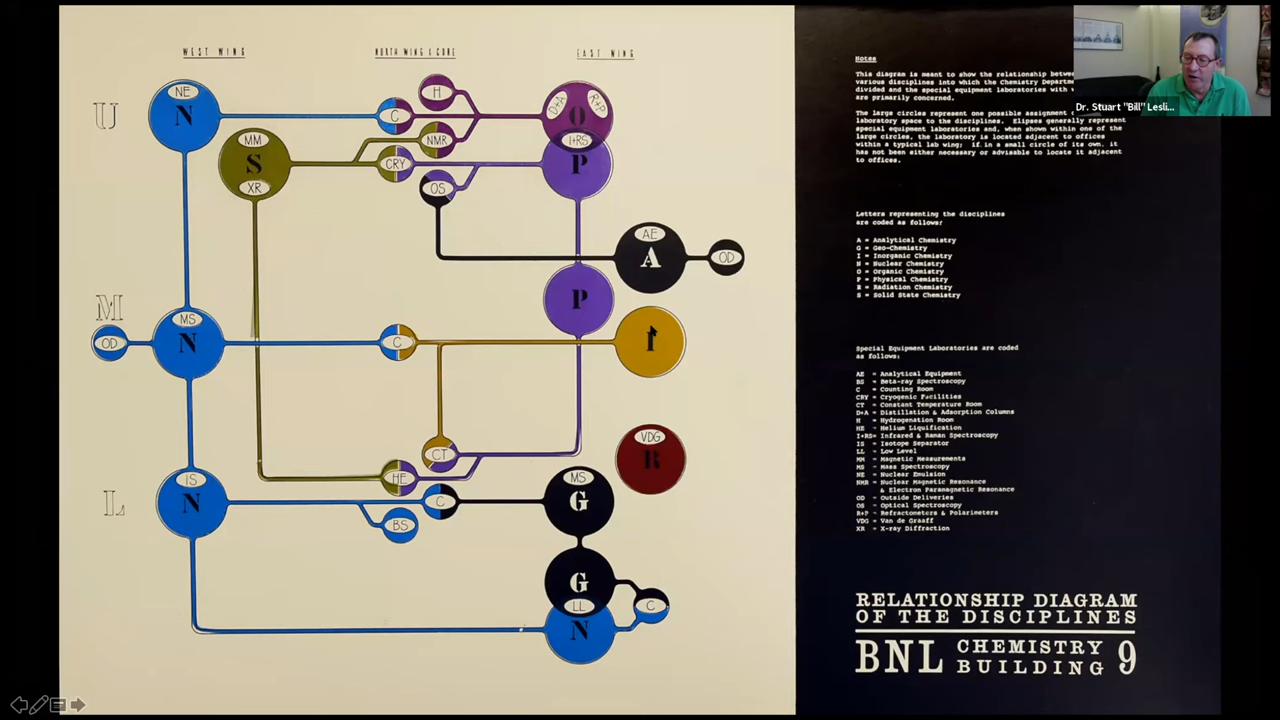 WEST WING
NORTH WING & CORE
EAST WING
U
NE
N
MM
S
XR
C
H
NMR
CRY
OS
D+A
R+P
O
I+RS
P
AE
A
OD
M
OD
MS
N
C
P
I
CT
HE
VDG
R
L
IS
N
BS
C
MS
G
G
LL
N
C
Notes
This diagram is meant to show the relationship
various disciplines into which the Chemistry
divided and the special equipment laboratories with
are primarily concerned.
The large circles represent one possible assignment
laboratory space to the disciplines. Elipses generally represent
special equipment laboratories and, when shown within one of the
large circles, the laboratory is located adjacent to offices
within a typical lab wing; if in a small circle of its own, it
has not been either necessary or advisable to locate it adjacent
to offices.
Letters representing the disciplines
are coded as follows:
A = Analytical Chemistry
G = Geo-Chemistry
I = Inorganic Chemistry
N = Nuclear Chemistry
O = Organic Chemistry
P = Physical Chemistry
R = Radiation Chemistry
S = Solid State Chemistry
Special Equipment Laboratories are coded
as follows:
AE = Analytical Equipment
BS = Beta-ray Spectroscopy
C = Counting Room
CRY = Cryogenic Facilities
CT = Constant Temperature Room
D+A = Distillation & Adsorption Columns
H = Hydrogenation Room
HE = Helium Liquification
I+RS= Infrared & Raman Spectroscopy
IS = Isotope Separator
LL = Low Level
MM = Magnetic Measurements
MS = Mass Spectroscopy
NE = Nuclear Emulsion
NMR = Nuclear Magnetic Resonance
& Electron Paramagnetic Resonance
OD = Outside Deliveries
OS = Optical Spectroscopy
R+P = Refractometers & Polarimeters
VDG = Van de Graaff
XR = X-ray Diffraction
RELATIONSHIP DIAGRAM
OF THE DISCIPLINES
BNL CHEMISTRY BUILDING 9
Dr. Stuart "Bill" Lesli...